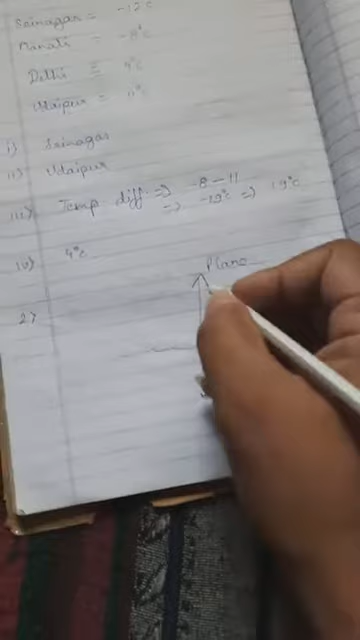 Srinagar = -12°C
Manali = -8°C
Delhi = 4°C
Udaipur = 11°C
i) Srinagar
ii) Udaipur
iii) Temp diff => -8 - 11
=> -19°C => 19°C
iv) 4°C
2) Plane